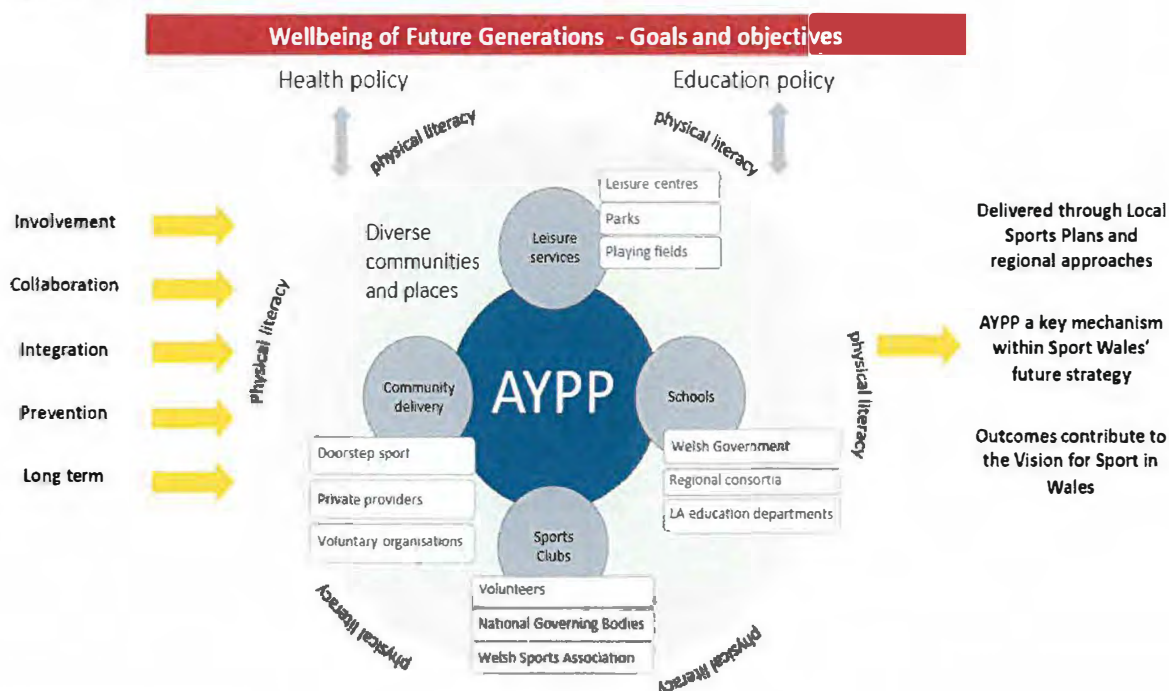 Wellbeing of Future Generations - Goals and objectives
Health policy
Education policy
physical literacy
physical literacy
Involvement
Collaboration
Integration
Prevention
Long term
Physical literacy
Diverse
communities
and places
Leisure
services
Leisure centres
Parks
Playing fields
Community
delivery
Doorstep sport
Private providers
Voluntary organisations
AYPP
Schools
Welsh Government
Regional consortia
LA education departments
Sports
Clubs
Volunteers
National Governing Bodies
Welsh Sports Association
physical literacy
physical literacy
physical literacy
Delivered through Local
Sports Plans and
regional approaches
AYPP a key mechanism
within Sport Wales'
future strategy
Outcomes contribute to
the Vision for Sport in
Wales